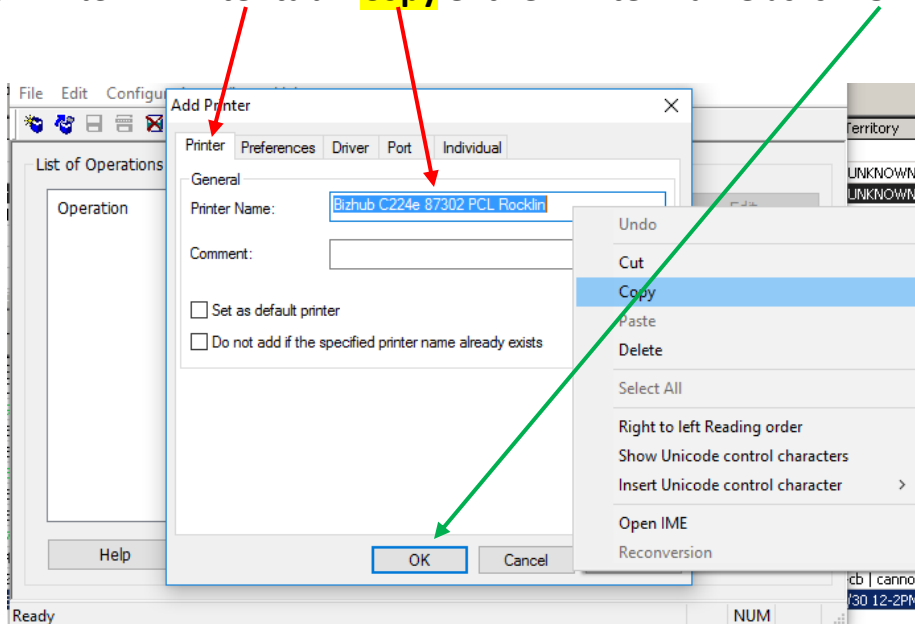 copy
File Edit Configu
Add Printer
Territory
Printer Preferences Driver Port Individual
List of Operations
General
UNKNOWN
Operation
Printer Name: Bizhub C224e 87302 PCL Rocklin
UNKNOWN
Undo
Comment:
Cut
Copy
Set as default printer
Paste
Do not add if the specified printer name already exists
Delete
Select All
Right to left Reading order
Show Unicode control characters
Insert Unicode control character >
Open IME
Help
OK Cancel
Reconversion
cb | canno
/30 12-2PM
Ready
NUM